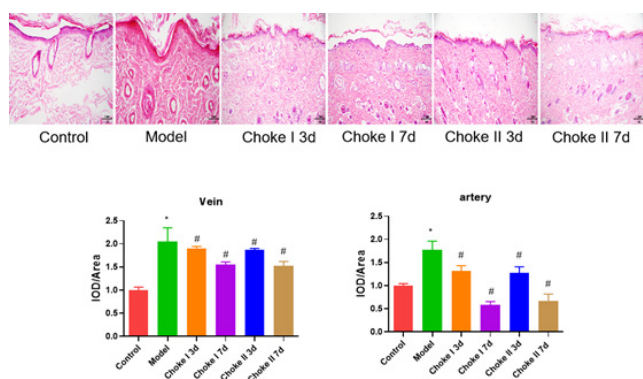 Control Model Choke I 3d Choke I 7d Choke II 3d Choke II 7d
Vein
IOD/Area
2.5
2.0
1.5
1.0
0.5
0.0
*
#
#
#
#
Control
Model
Choke I 3d
Choke I 7d
Choke II 3d
Choke II 7d
artery
IOD/Area
2.5
2.0
1.5
1.0
0.5
0.0
*
#
#
#
#
Control
Model
Choke I 3d
Choke I 7d
Choke II 3d
Choke II 7d